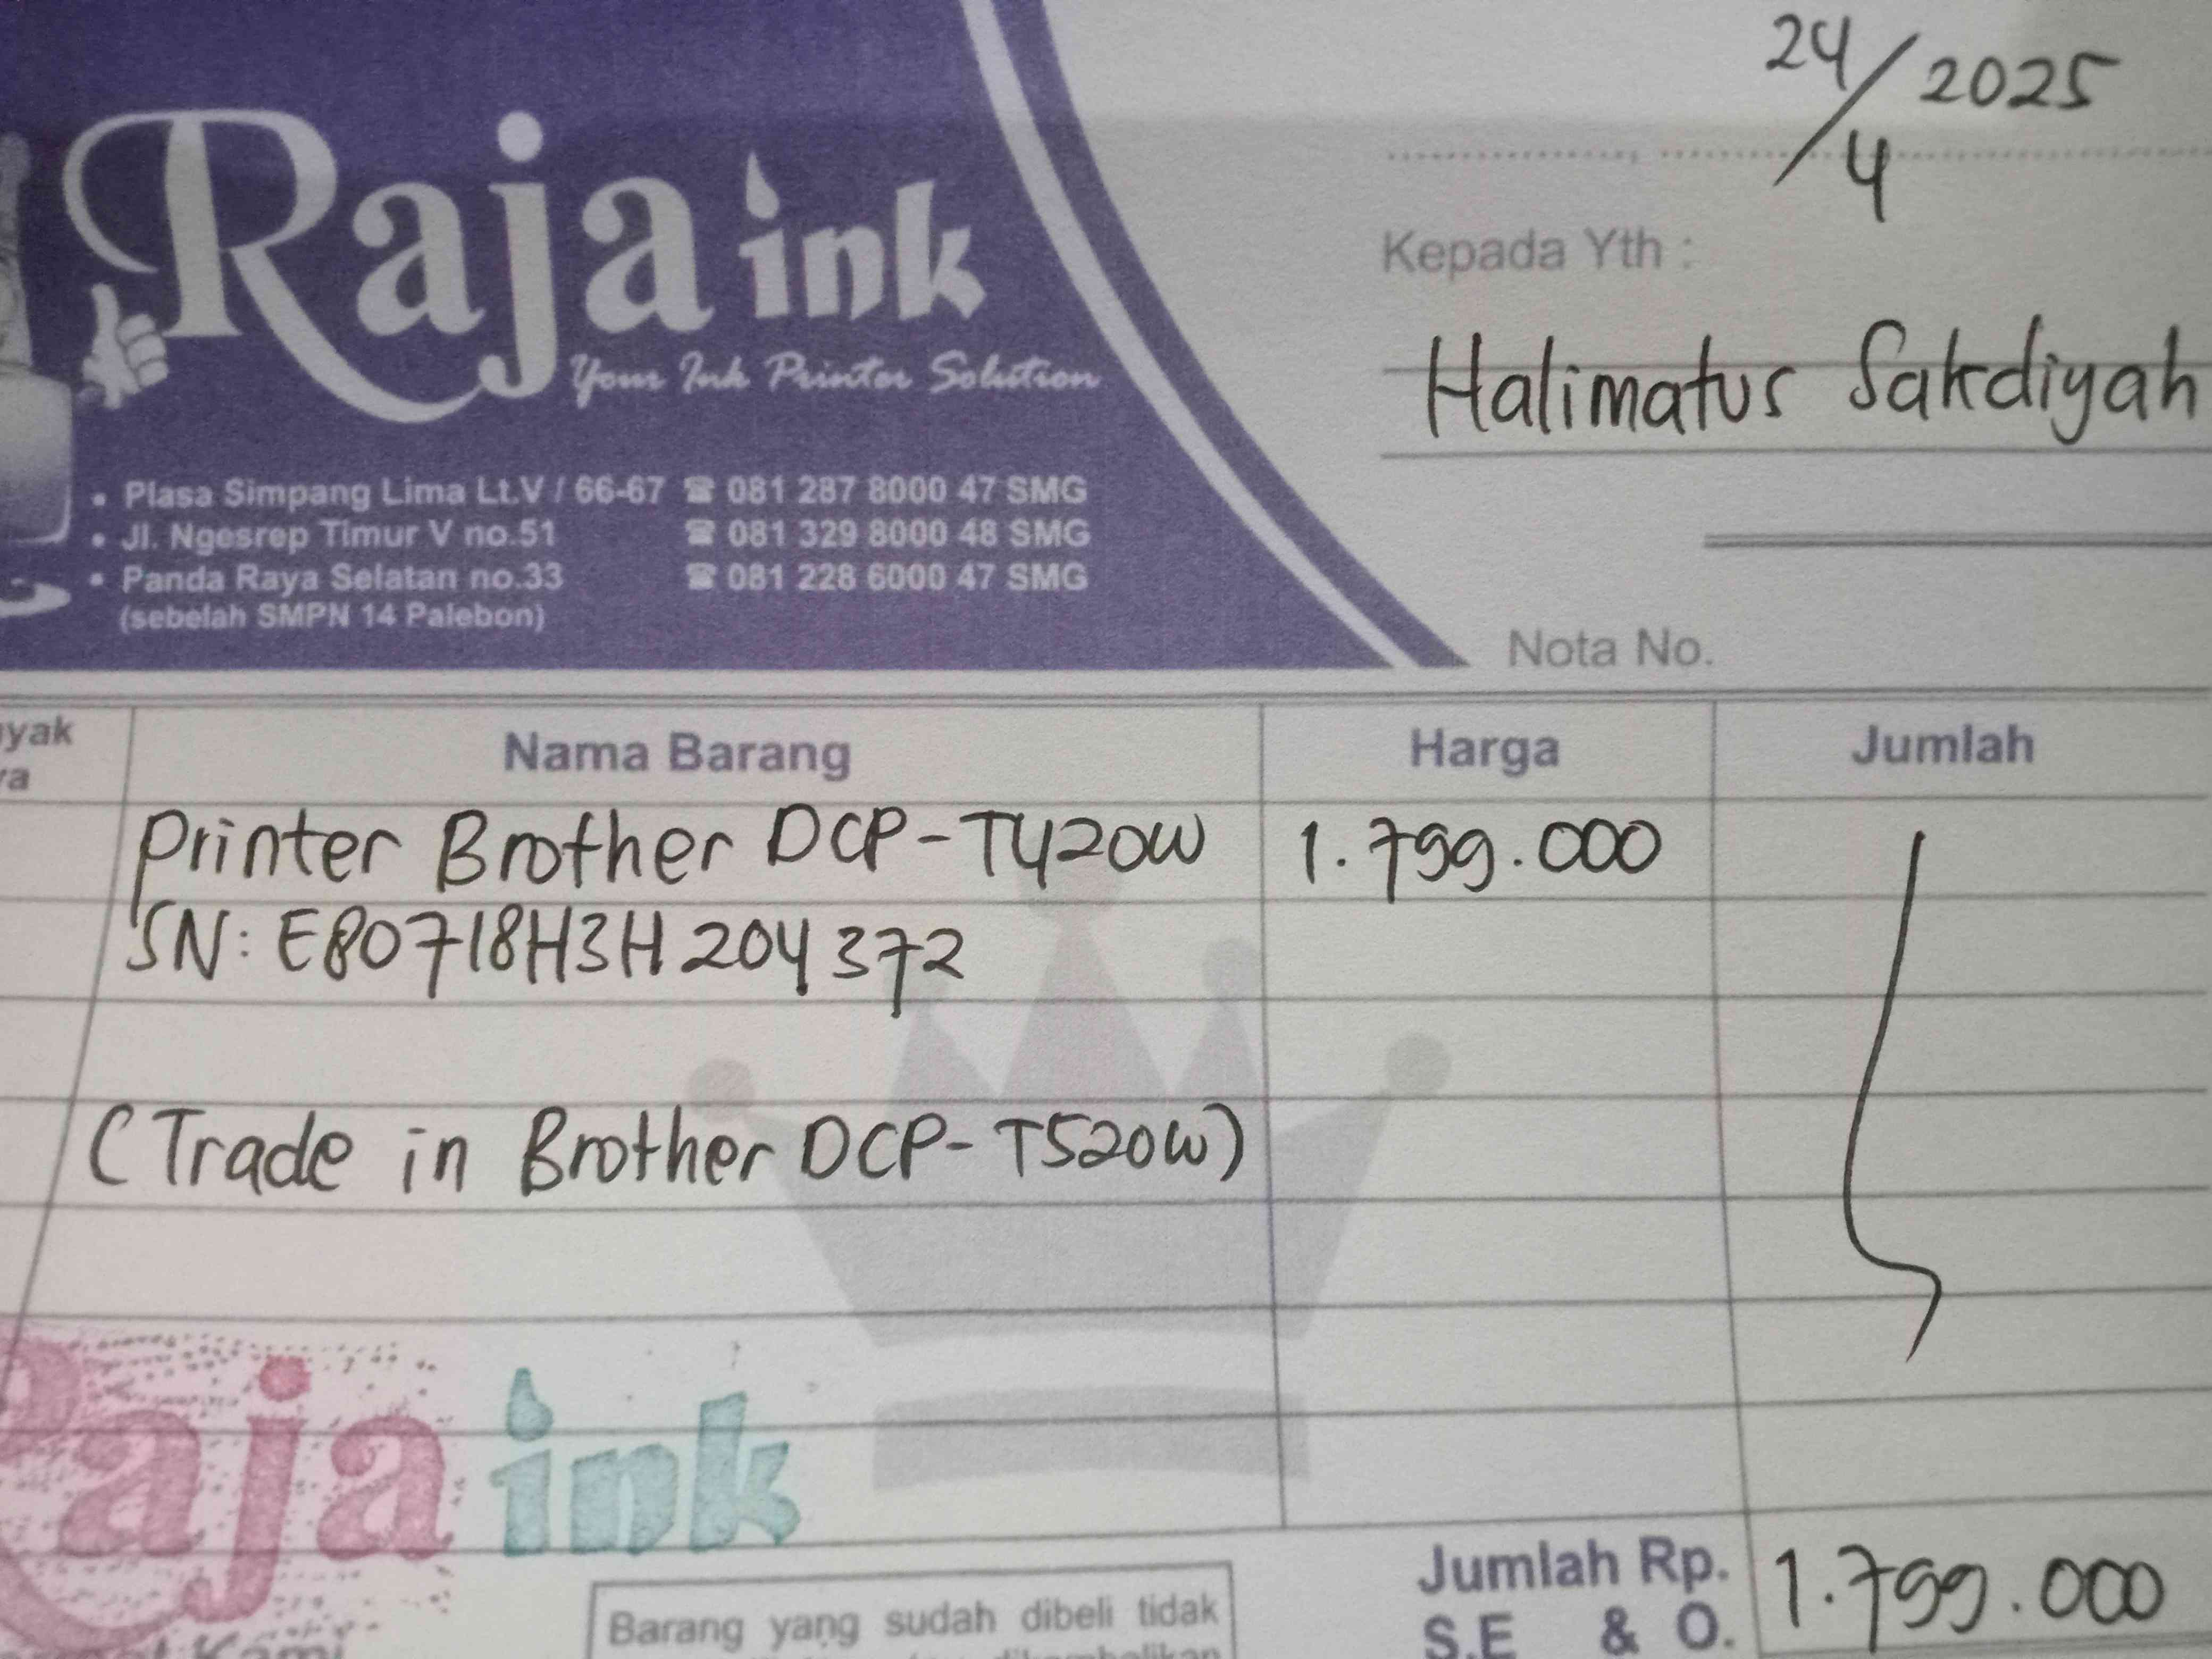 24/4 2025
Raja ink
Your Ink Printer Solution
Kepada Yth :
Halimatus Sakdiyah
• Plasa Simpang Lima Lt.V / 66-67 ☎ 081 287 8000 47 SMG
• Jl. Ngesrep Timur V no.51 ☎ 081 329 8000 48 SMG
• Panda Raya Selatan no.33 ☎ 081 228 6000 47 SMG
(sebelah SMPN 14 Palebon)
Nota No.
Nama Barang Harga Jumlah
Printer Brother DCP-T420W 1.799.000
SN: E80718H3H204372
(Trade in Brother DCP-T520W)
Raja ink
Jumlah Rp. 1.799.000
Barang yang sudah dibeli tidak
S.E & O.
Kami